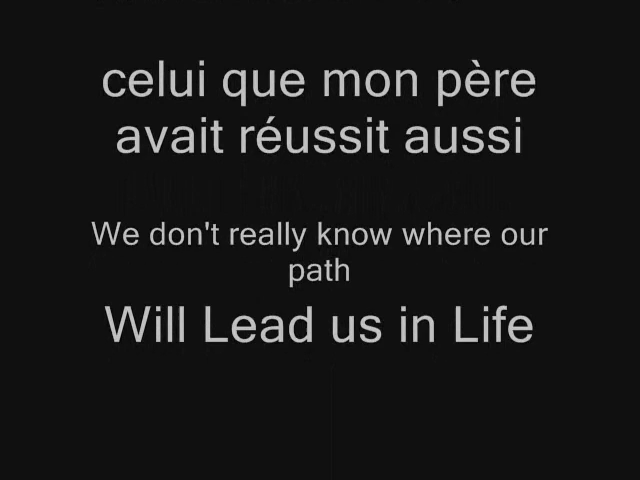 celui que mon père
avait réussit aussi
We don't really know where our
path
Will Lead us in Life